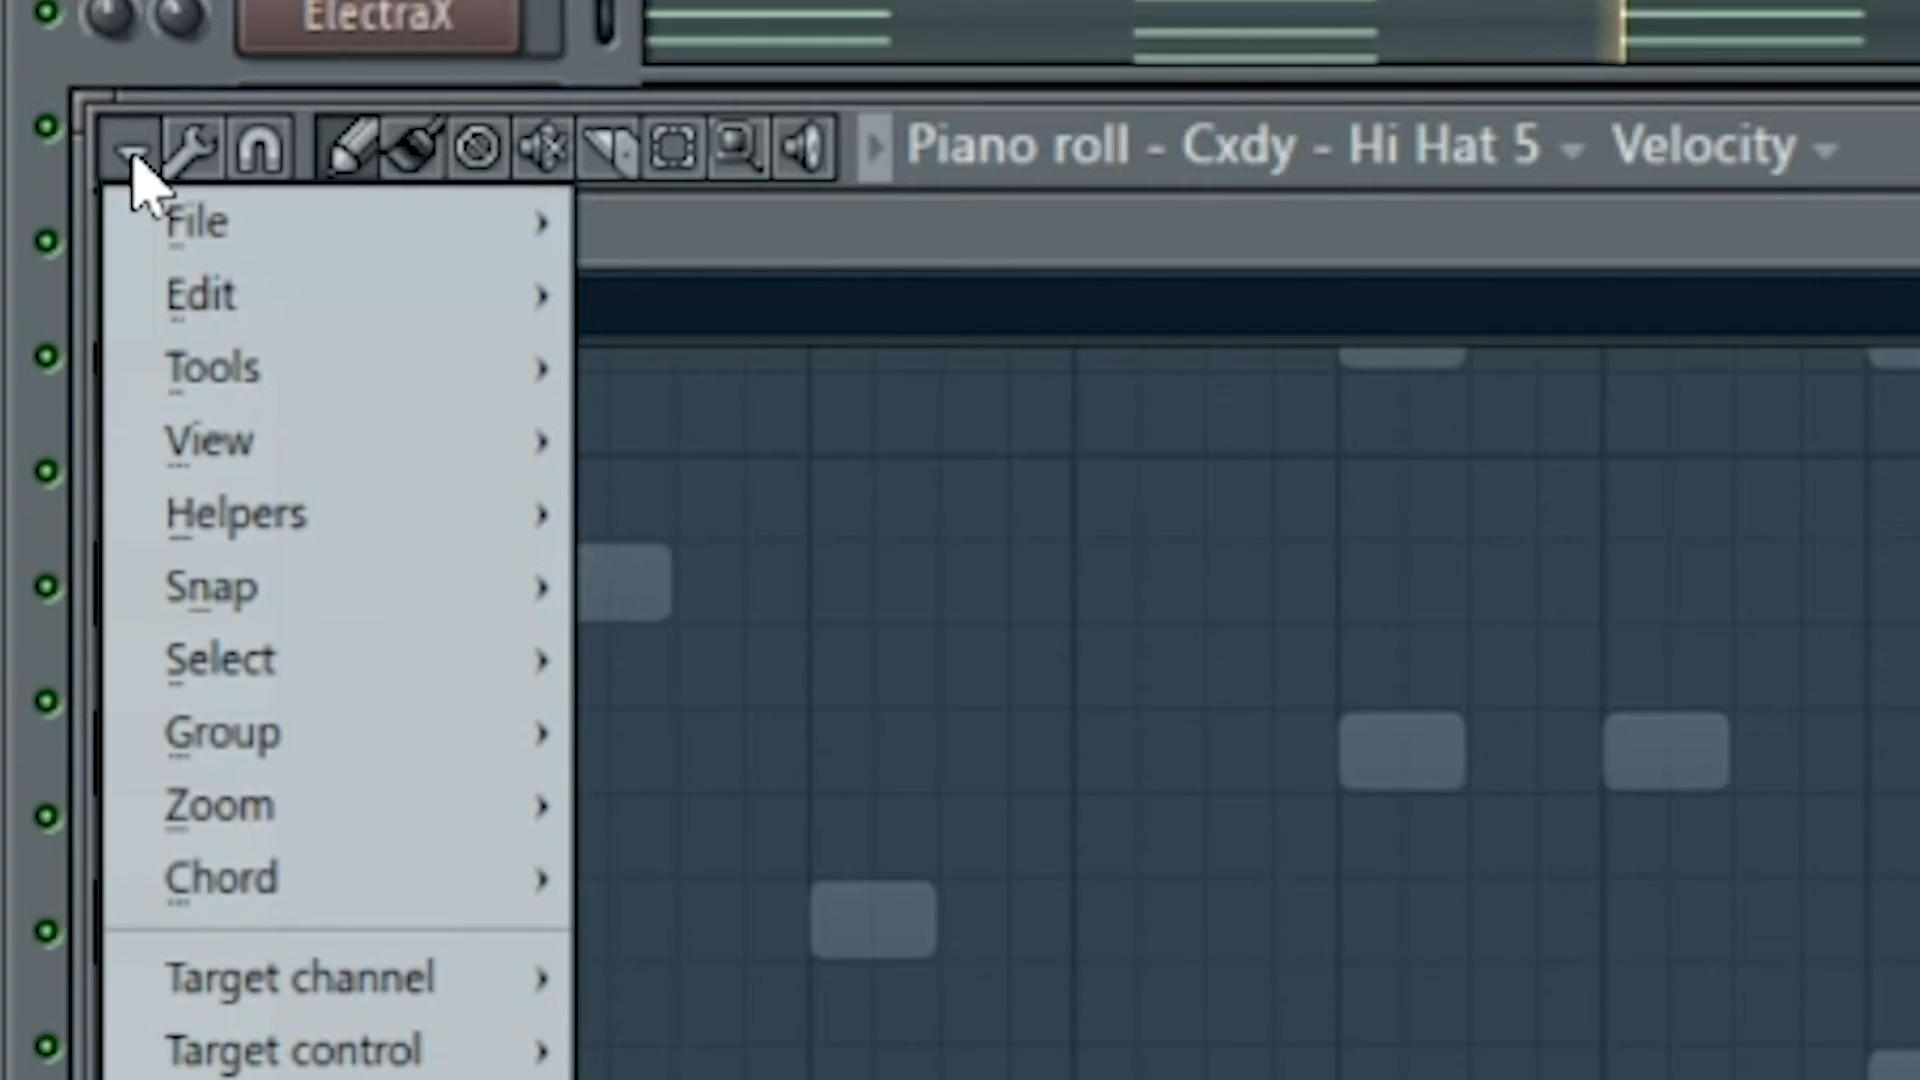 ElectraX
Piano roll - Cxdy - Hi Hat 5 Velocity
File
Edit
Tools
View
Helpers
Snap
Select
Group
Zoom
Chord
Target channel
Target control